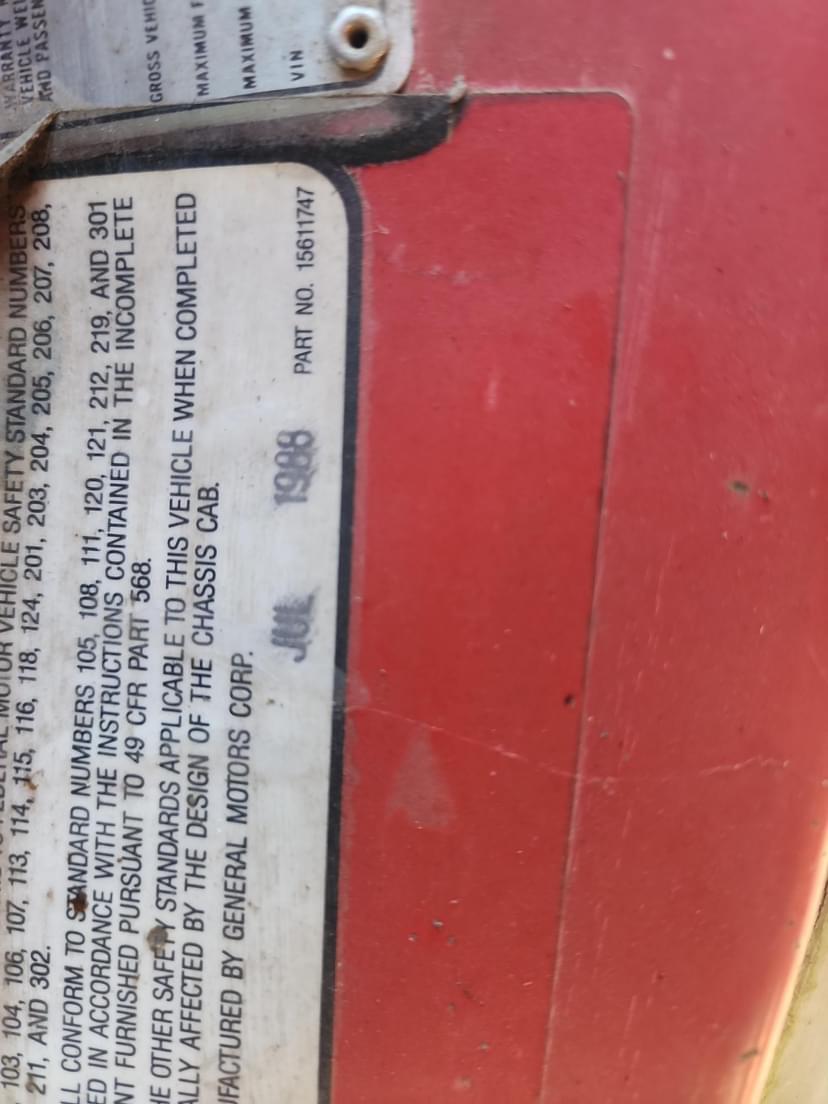 WARRANTY
VEHICLE
AND PASSEN
GROSS VEHIC
MAXIMUM F
MAXIMUM
VIN
MOTOR VEHICLE SAFETY STANDARD NUMBERS
103, 104, 106, 107, 113, 114, 115, 116, 118, 124, 201, 203, 204, 205, 206, 207, 208,
211, AND 302.
LL CONFORM TO STANDARD NUMBERS 105, 108, 111, 120, 121, 212, 219, AND 301
ED IN ACCORDANCE WITH THE INSTRUCTIONS CONTAINED IN THE INCOMPLETE
NT FURNISHED PURSUANT TO 49 CFR PART 568.
HE OTHER SAFETY STANDARDS APPLICABLE TO THIS VEHICLE WHEN COMPLETED
ALLY AFFECTED BY THE DESIGN OF THE CHASSIS CAB.
UFACTURED BY GENERAL MOTORS CORP.
JUL 1988 PART NO. 15611747